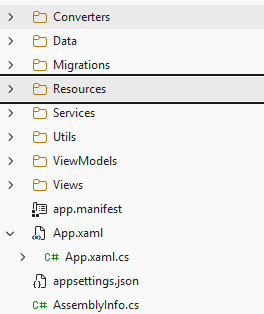 Converters
Data
Migrations
Resources
Services
Utils
ViewModels
Views
app.manifest
App.xaml
C# App.xaml.cs
appsettings.json
C# AssemblyInfo.cs